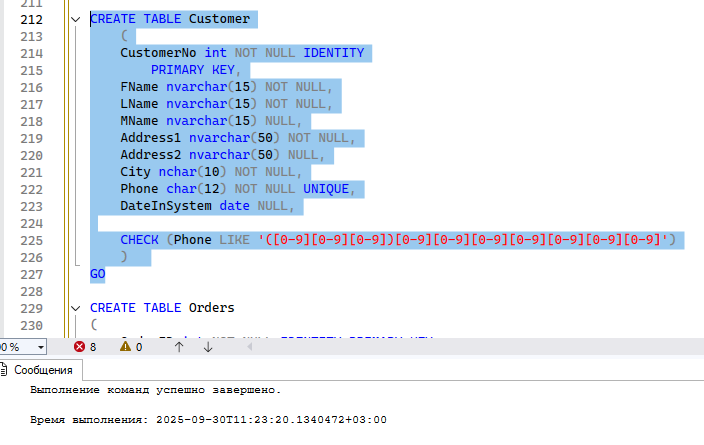 211
212 CREATE TABLE Customer
213 (
214 CustomerNo int NOT NULL IDENTITY
215 PRIMARY KEY,
216 FName nvarchar(15) NOT NULL,
217 LName nvarchar(15) NOT NULL,
218 MName nvarchar(15) NULL,
219 Address1 nvarchar(50) NOT NULL,
220 Address2 nvarchar(50) NULL,
221 City nchar(10) NOT NULL,
222 Phone char(12) NOT NULL UNIQUE,
223 DateInSystem date NULL,
224
225 CHECK (Phone LIKE '([0-9][0-9][0-9])[0-9][0-9][0-9][0-9][0-9][0-9][0-9]')
226 )
227 GO
228
229 CREATE TABLE Orders
230 (
00 % 8 0
Сообщения
Выполнение команд успешно завершено.
Время выполнения: 2025-09-30T11:23:20.1340472+03:00